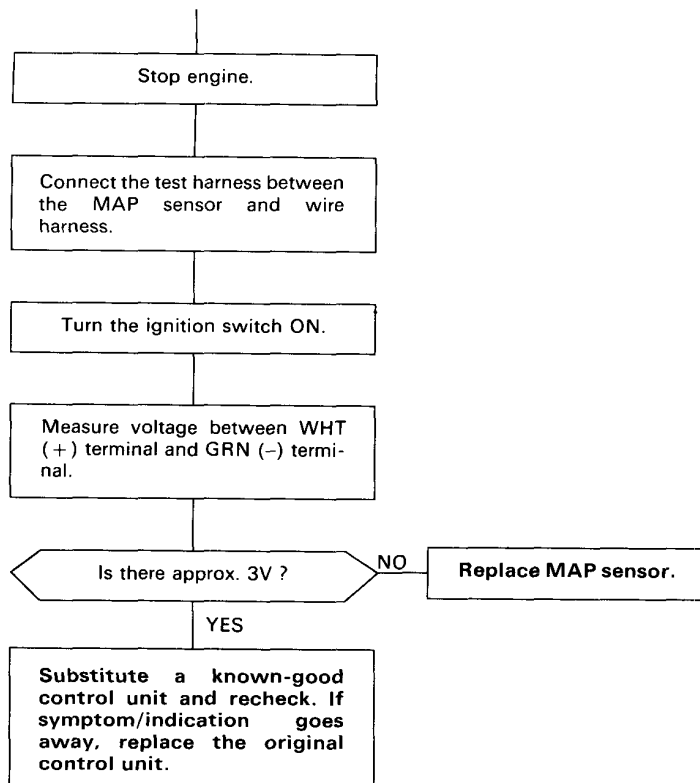 Stop engine.
Connect the test harness between
the MAP sensor and wire
harness.
Turn the ignition switch ON.
Measure voltage between WHT
(+) terminal and GRN (–) termi-
nal.
Is there approx. 3V ?
NO
Replace MAP sensor.
YES
Substitute a known-good
control unit and recheck. If
symptom/indication goes
away, replace the original
control unit.